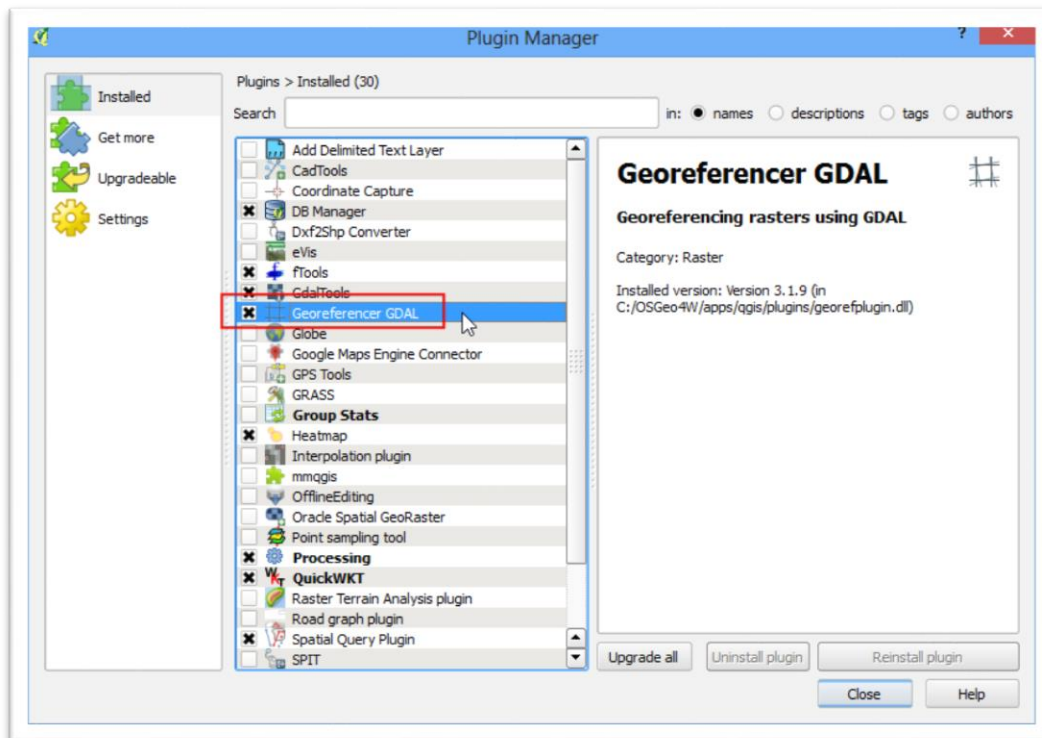 Plugin Manager
?
Installed
Get more
Upgradeable
Settings
Plugins > Installed (30)
Search
in: names descriptions tags authors
Add Delimited Text Layer
CadTools
Coordinate Capture
DB Manager
Dxf2Shp Converter
eVis
fTools
GdalTools
Georeferencer GDAL
Globe
Google Maps Engine Connector
GPS Tools
GRASS
Group Stats
Heatmap
Interpolation plugin
mmqgis
OfflineEditing
Oracle Spatial GeoRaster
Point sampling tool
Processing
QuickWKT
Raster Terrain Analysis plugin
Road graph plugin
Spatial Query Plugin
SPIT
Georeferencer GDAL
Georeferencing rasters using GDAL
Category: Raster
Installed version: Version 3.1.9 (in
C:/OSGeo4W/apps/qgis/plugins/georefplugin.dll)
Upgrade all Uninstall plugin Reinstall plugin
Close Help